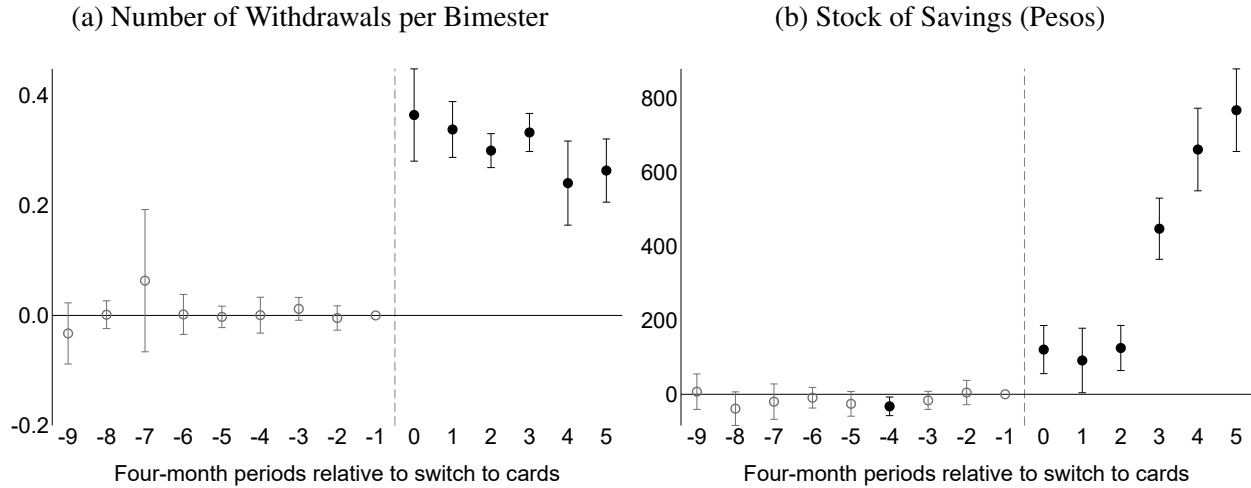 (a) Number of Withdrawals per Bimester
0.4
0.2
0.0
-0.2
-9 -8 -7 -6 -5 -4 -3 -2 -1 0 1 2 3 4 5
Four-month periods relative to switch to cards
(b) Stock of Savings (Pesos)
800
600
400
200
0
-9 -8 -7 -6 -5 -4 -3 -2 -1 0 1 2 3 4 5
Four-month periods relative to switch to cards